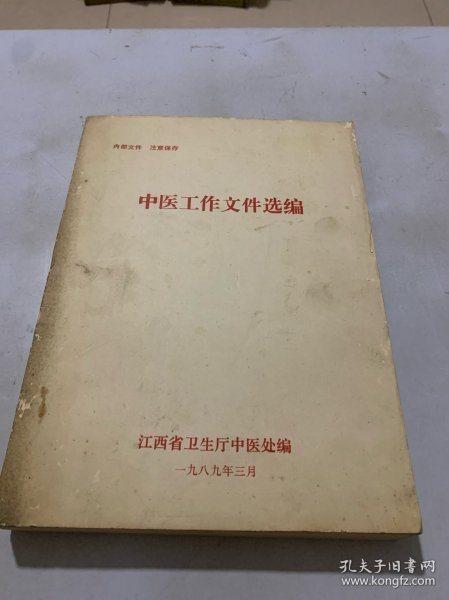 内部文件 注意保存
中医工作文件选编
江西省卫生厅中医处编
一九八九年三月
孔夫子旧书网
www.kongfz.com